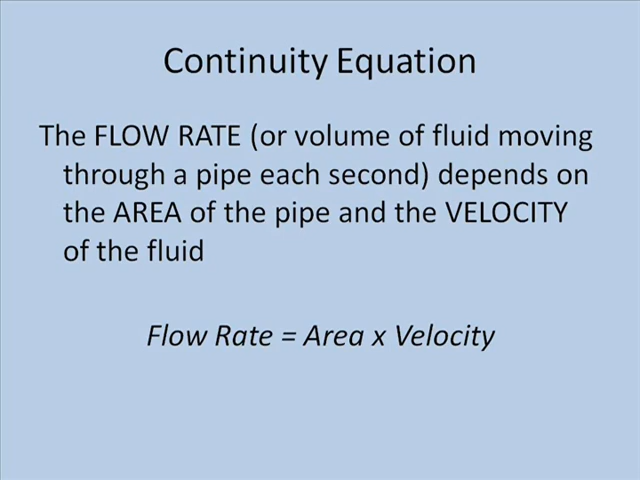 Continuity Equation
The FLOW RATE (or volume of fluid moving
through a pipe each second) depends on
the AREA of the pipe and the VELOCITY
of the fluid
Flow Rate = Area x Velocity